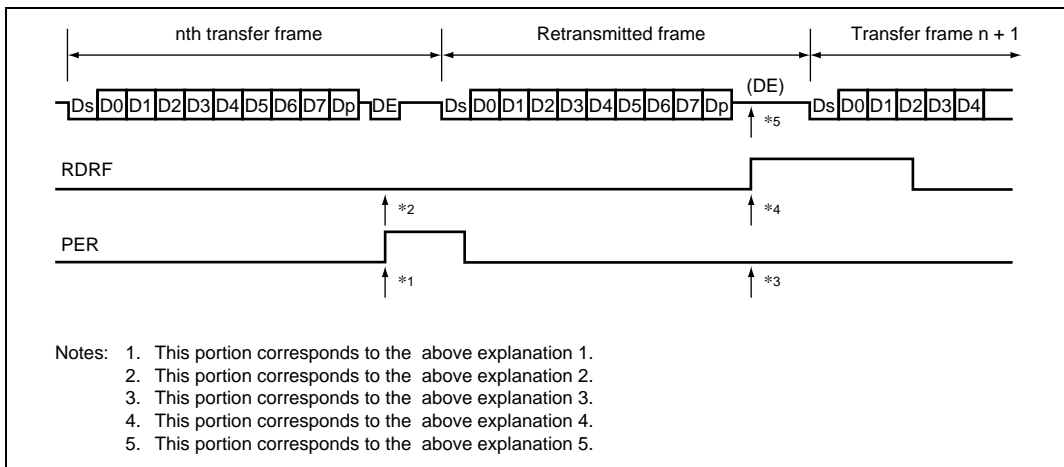 nth transfer frame Retransmitted frame Transfer frame n + 1
(DE)
Ds D0 D1 D2 D3 D4 D5 D6 D7 Dp DE Ds D0 D1 D2 D3 D4 D5 D6 D7 Dp Ds D0 D1 D2 D3 D4
*5
RDRF
*2 *4
PER
*1 *3
Notes: 1. This portion corresponds to the above explanation 1.
2. This portion corresponds to the above explanation 2.
3. This portion corresponds to the above explanation 3.
4. This portion corresponds to the above explanation 4.
5. This portion corresponds to the above explanation 5.